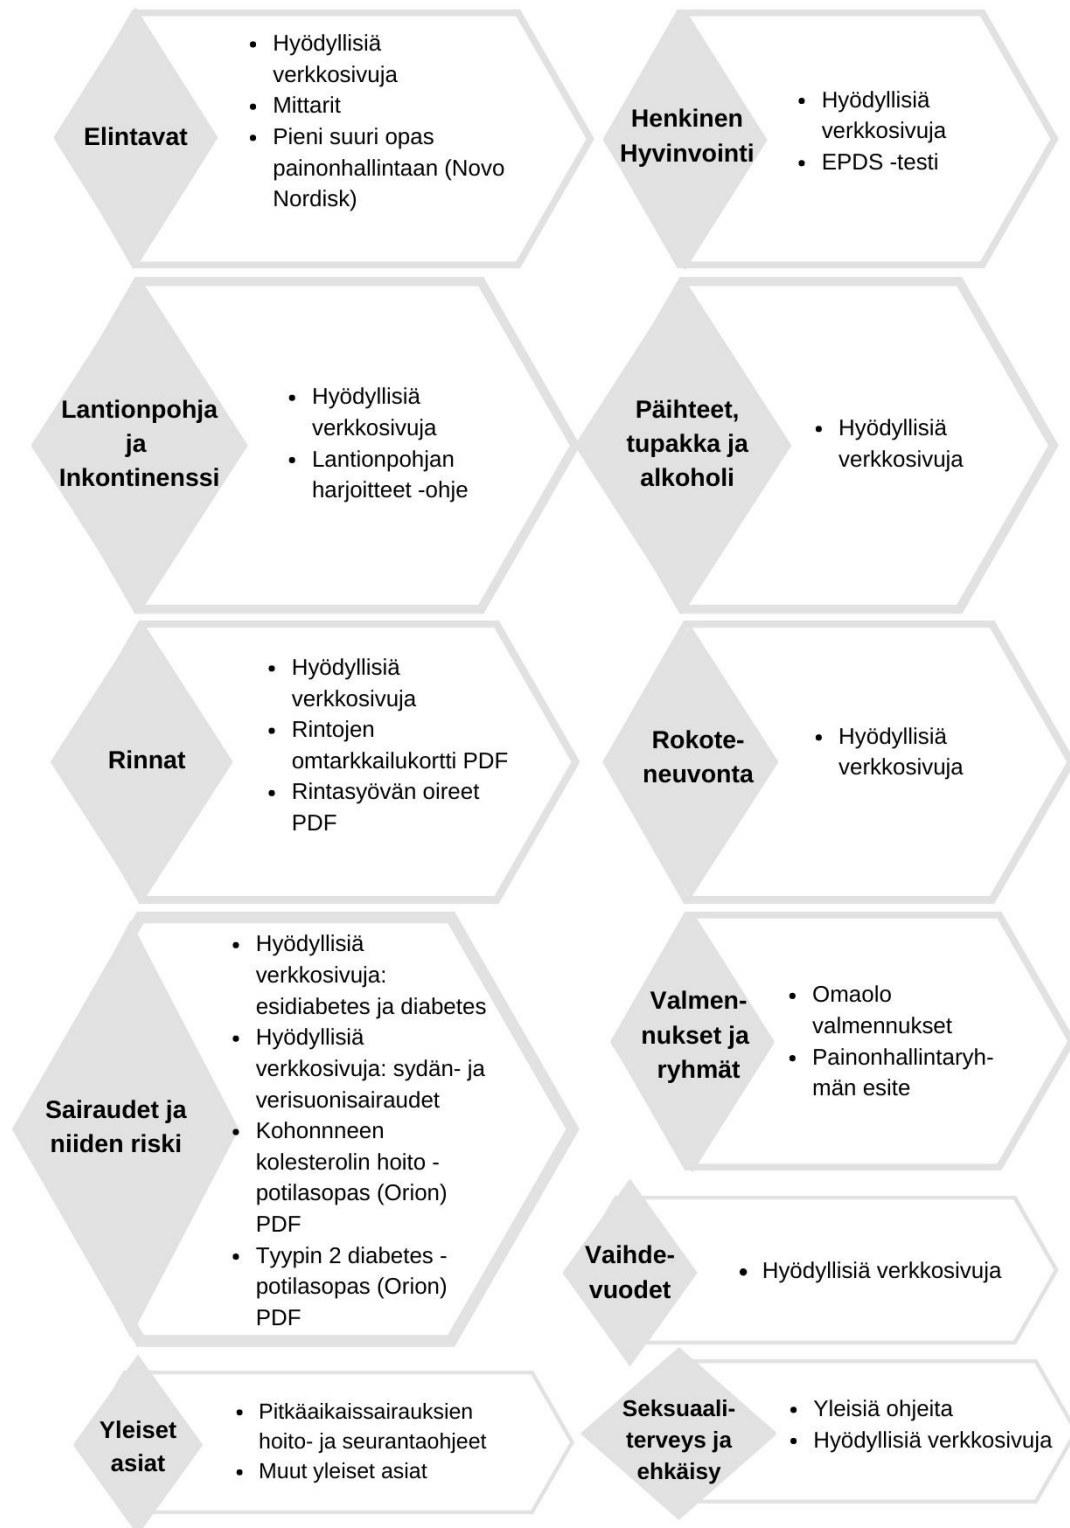 Elintavat
• Hyödyllisiä
verkkosivuja
• Mittarit
• Pieni suuri opas
painonhallintaan (Novo
Nordisk)
Henkinen
Hyvinvointi
• Hyödyllisiä
verkkosivuja
• EPDS -testi
Lantionpohja
ja
Inkontinenssi
• Hyödyllisiä
verkkosivuja
• Lantionpohjan
harjoitteet -ohje
Päihteet,
tupakka ja
alkoholi
• Hyödyllisiä
verkkosivuja
Rinnat
• Hyödyllisiä
verkkosivuja
• Rintojen
omtarkkailukortti PDF
• Rintasyövän oireet
PDF
Rokote-
neuvonta
• Hyödyllisiä
verkkosivuja
Sairaudet ja
niiden riski
• Hyödyllisiä
verkkosivuja:
esidiabetes ja diabetes
• Hyödyllisiä
verkkosivuja: sydän- ja
verisuonisairaudet
• Kohonnneen
kolesterolin hoito -
potilasopas (Orion)
PDF
• Tyypin 2 diabetes -
potilasopas (Orion)
PDF
Valmen-
nukset ja
ryhmät
• Omaolo
valmennukset
• Painonhallintaryh-
män esite
Vaihde-
vuodet
• Hyödyllisiä verkkosivuja
Yleiset
asiat
• Pitkäaikaissairauksien
hoito- ja seurantaohjeet
• Muut yleiset asiat
Seksuaali-
terveys ja
ehkäisy
• Yleisiä ohjeita
• Hyödyllisiä verkkosivuja